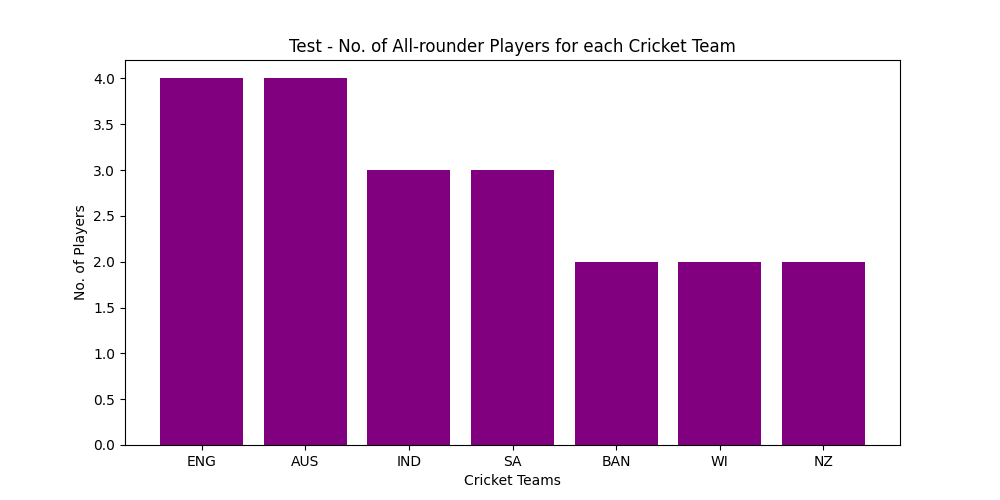 Test - No. of All-rounder Players for each Cricket Team
No. of Players
4.0
3.5
3.0
2.5
2.0
1.5
1.0
0.5
0.0
ENG AUS IND SA BAN WI NZ
Cricket Teams